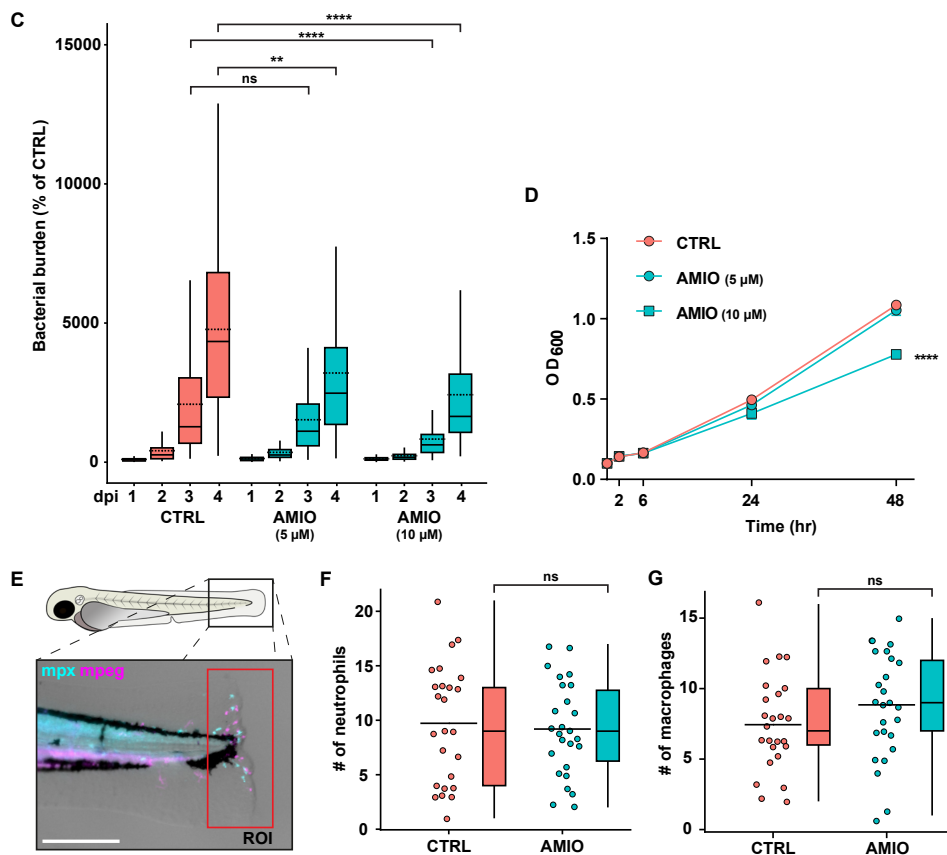 C
****
****
**
ns
15000
10000
5000
0
Bacterial burden (% of CTRL)
dpi 1 2 3 4 1 2 3 4 1 2 3 4
CTRL AMIO AMIO
(5 µM) (10 µM)
D
1.5
1.0
0.5
0.0
OD600
CTRL
AMIO (5 µM)
AMIO (10 µM)
****
2 6 24 48
Time (hr)
E
mpx mpeg
ROI
F
ns
20
15
10
5
0
# of neutrophils
CTRL AMIO
G
ns
15
10
5
0
# of macrophages
CTRL AMIO